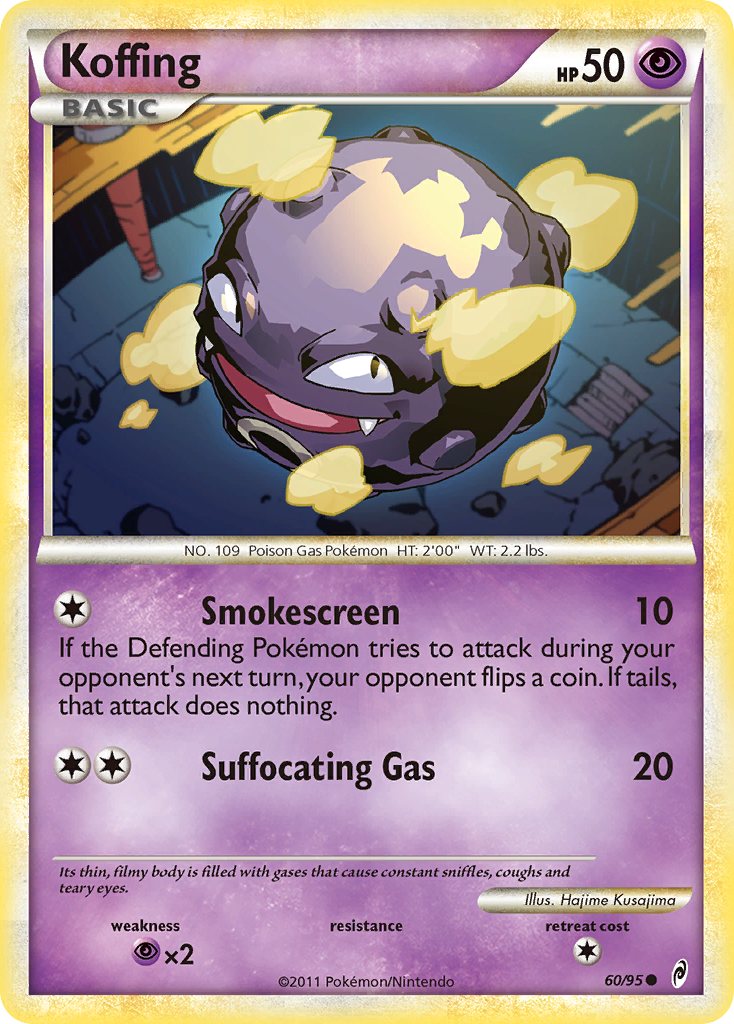 Koffing
HP 50
BASIC
NO. 109 Poison Gas Pokémon HT: 2'00" WT: 2.2 lbs.
Smokescreen 10
If the Defending Pokémon tries to attack during your
opponent's next turn, your opponent flips a coin. If tails,
that attack does nothing.
Suffocating Gas 20
Its thin, filmy body is filled with gases that cause constant sniffles, coughs and
teary eyes.
Illus. Hajime Kusajima
weakness resistance retreat cost
×2
©2011 Pokémon/Nintendo 60/95